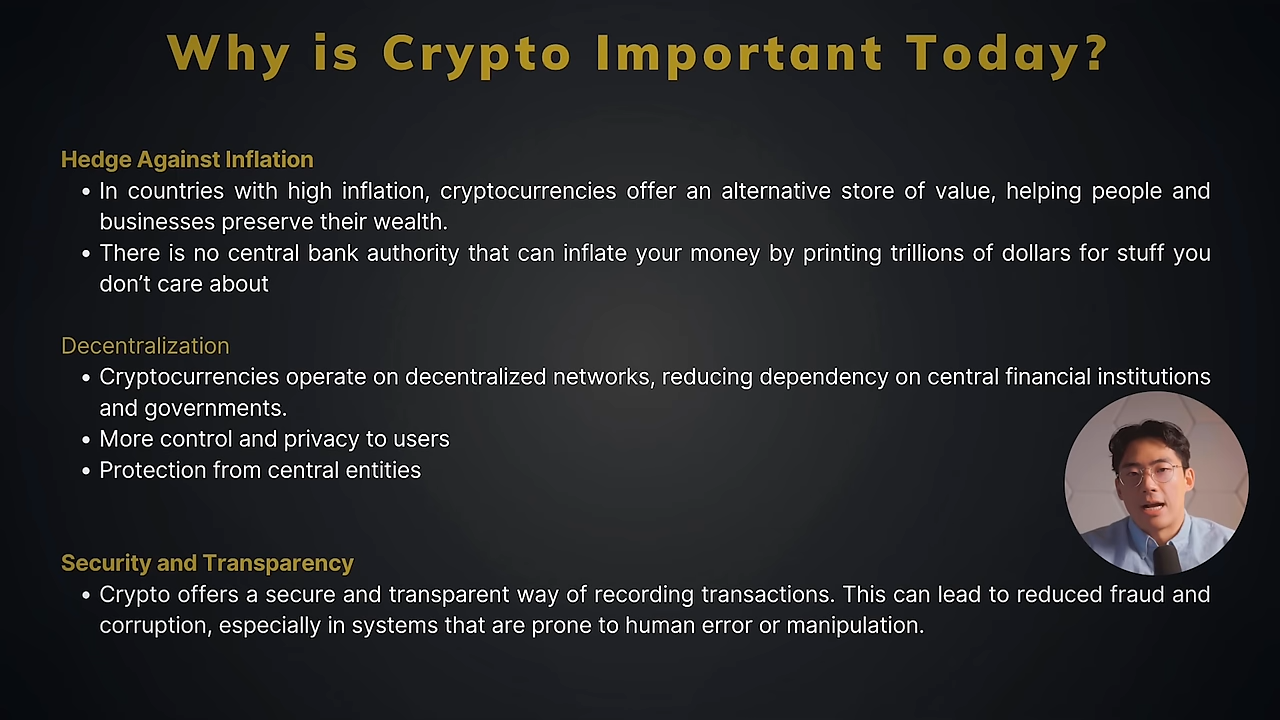 Why is Crypto Important Today?
Hedge Against Inflation
• In countries with high inflation, cryptocurrencies offer an alternative store of value, helping people and
businesses preserve their wealth.
• There is no central bank authority that can inflate your money by printing trillions of dollars for stuff you
don’t care about
Decentralization
• Cryptocurrencies operate on decentralized networks, reducing dependency on central financial institutions
and governments.
• More control and privacy to users
• Protection from central entities
Security and Transparency
• Crypto offers a secure and transparent way of recording transactions. This can lead to reduced fraud and
corruption, especially in systems that are prone to human error or manipulation.